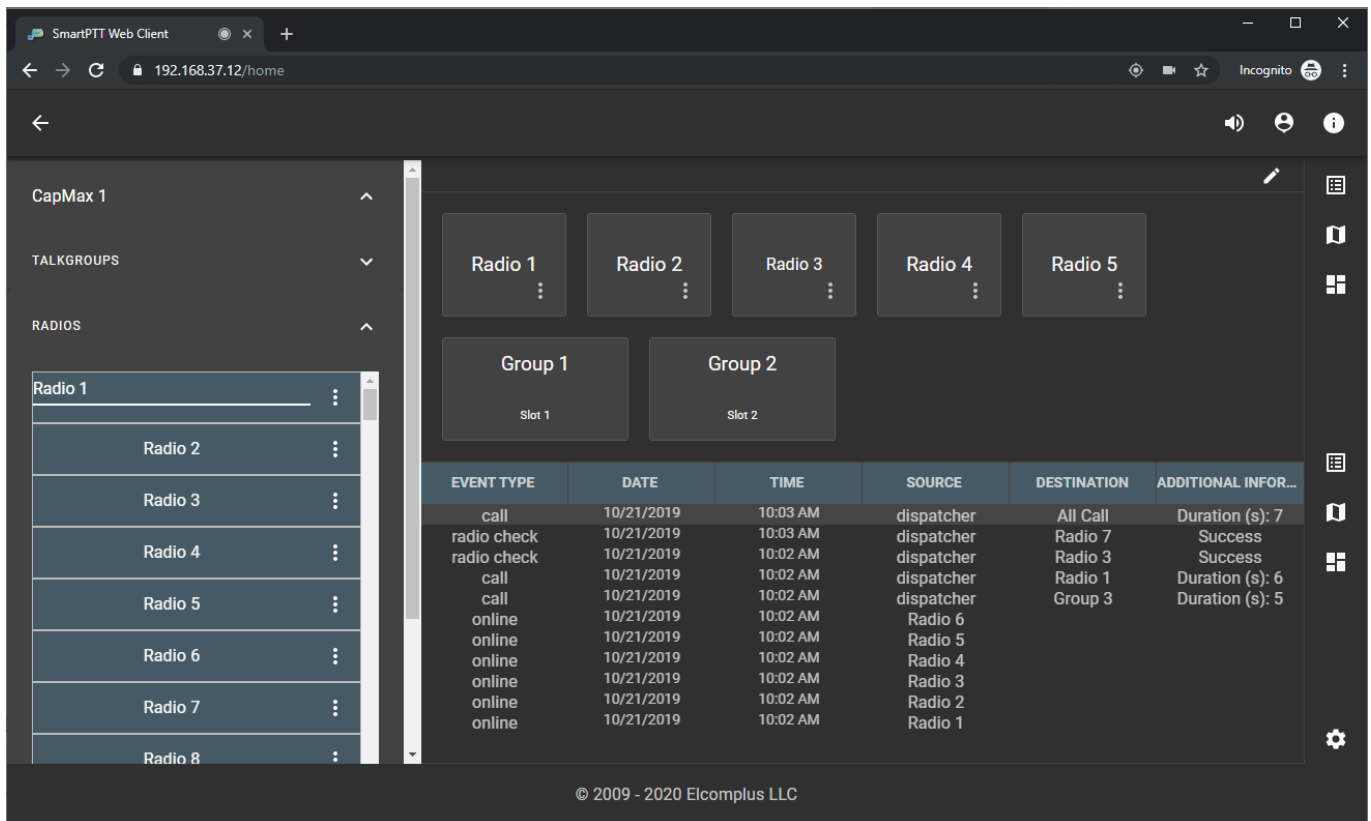 SmartPTT Web Client
192.168.37.12/home
Incognito
CapMax 1
TALKGROUPS
RADIOS
Radio 1
Radio 2
Radio 3
Radio 4
Radio 5
Radio 6
Radio 7
Radio 8
Radio 1 Radio 2 Radio 3 Radio 4 Radio 5
Group 1 Group 2
Slot 1 Slot 2
EVENT TYPE DATE TIME SOURCE DESTINATION ADDITIONAL INFOR...
call 10/21/2019 10:03 AM dispatcher All Call Duration (s): 7
radio check 10/21/2019 10:03 AM dispatcher Radio 7 Success
radio check 10/21/2019 10:02 AM dispatcher Radio 3 Success
call 10/21/2019 10:02 AM dispatcher Radio 1 Duration (s): 6
call 10/21/2019 10:02 AM dispatcher Group 3 Duration (s): 5
online 10/21/2019 10:02 AM Radio 6
online 10/21/2019 10:02 AM Radio 5
online 10/21/2019 10:02 AM Radio 4
online 10/21/2019 10:02 AM Radio 3
online 10/21/2019 10:02 AM Radio 2
online 10/21/2019 10:02 AM Radio 1
© 2009 - 2020 Elcomplus LLC